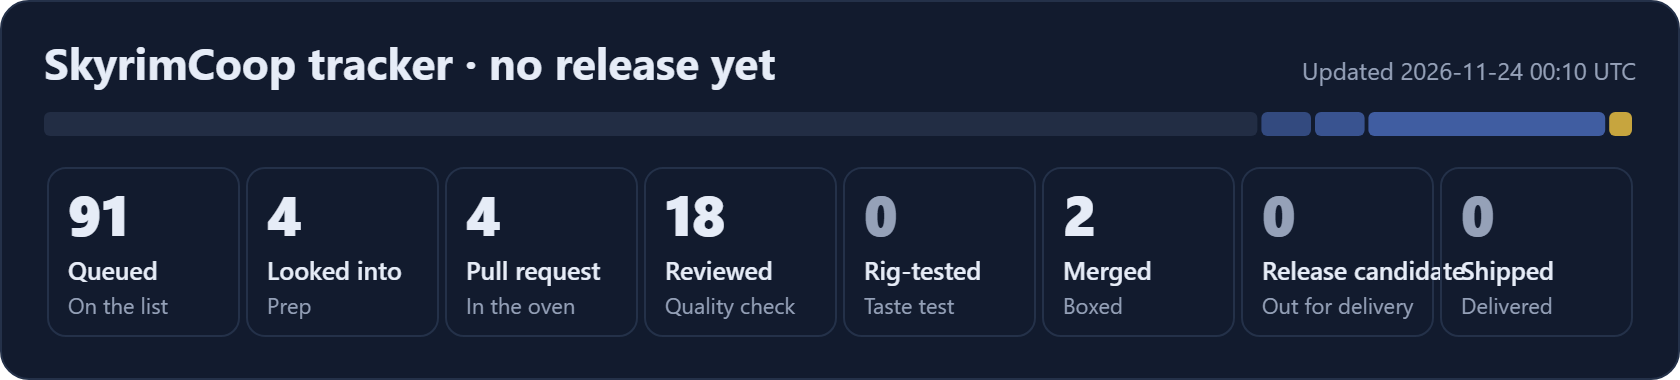 SkyrimCoop tracker · no release yet
Updated 2026-11-24 00:10 UTC
91
Queued
On the list
4
Looked into
Prep
4
Pull request
In the oven
18
Reviewed
Quality check
0
Rig-tested
Taste test
2
Merged
Boxed
0
Release candidate
Out for delivery
0
Shipped
Delivered